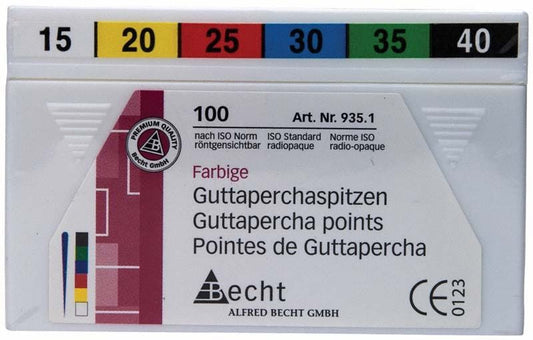 15 20 25 30 35 40
100 Art. Nr. 935.1
nach ISO Norm ISO Standard Norme ISO
röntgensichtbar radiopaque radio-opaque
PREMIUM QUALITY
Becht GmbH
Farbige
Guttaperchaspitzen
Guttapercha points
Pointes de Guttapercha
Becht
ALFRED BECHT GMBH
CE 0123